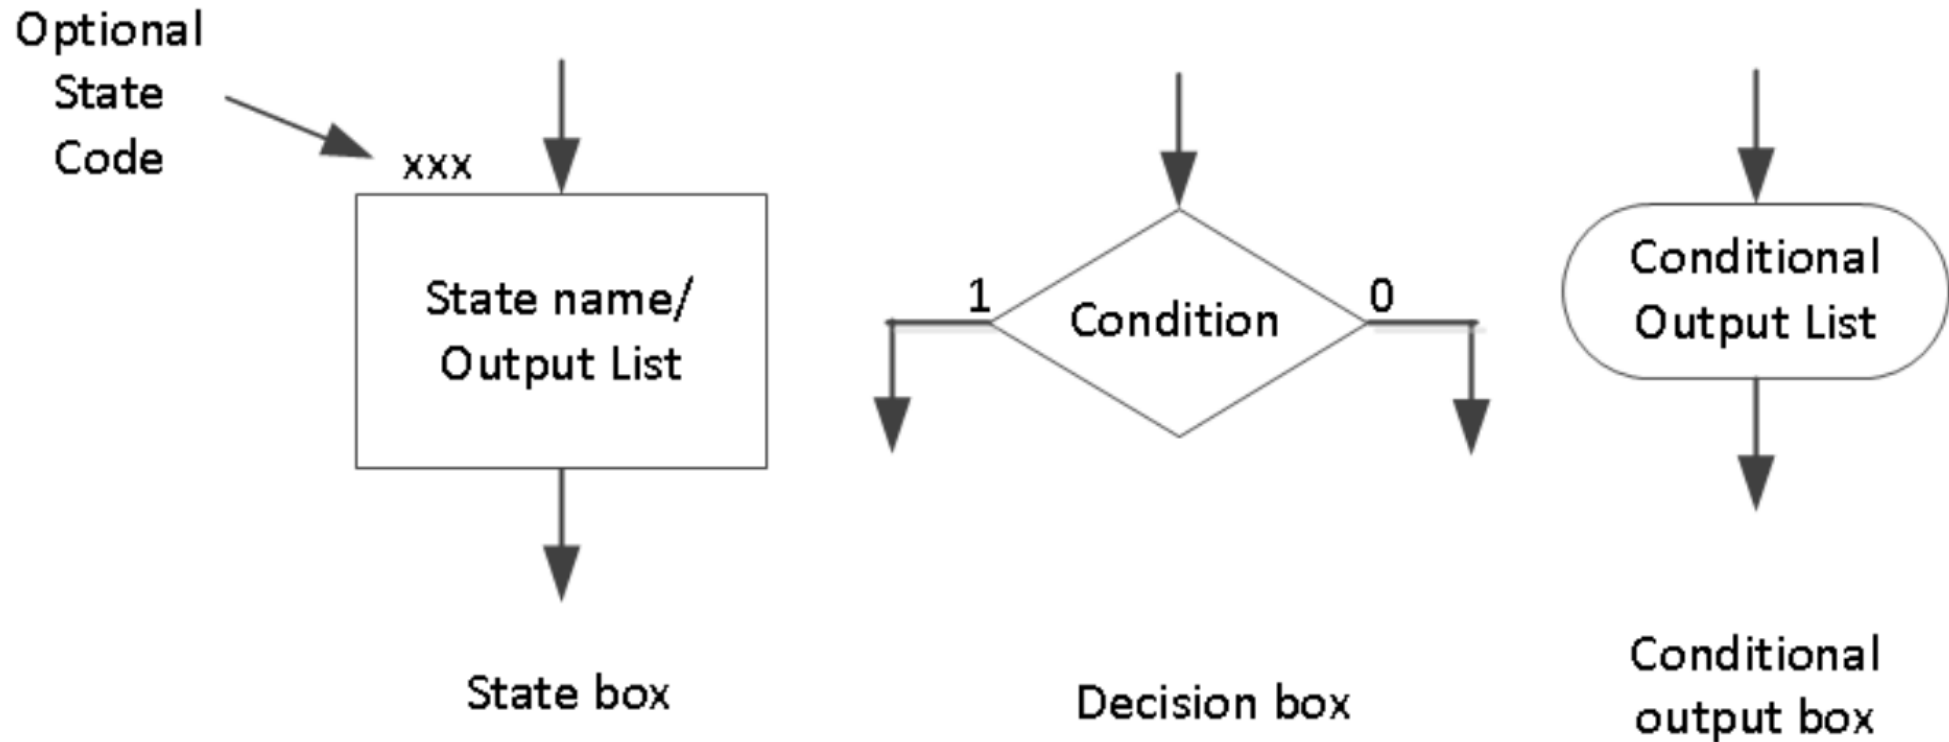 Optional
State
Code
xxx
State name/
Output List
State box
1
Condition
0
Decision box
Conditional
Output List
Conditional
output box